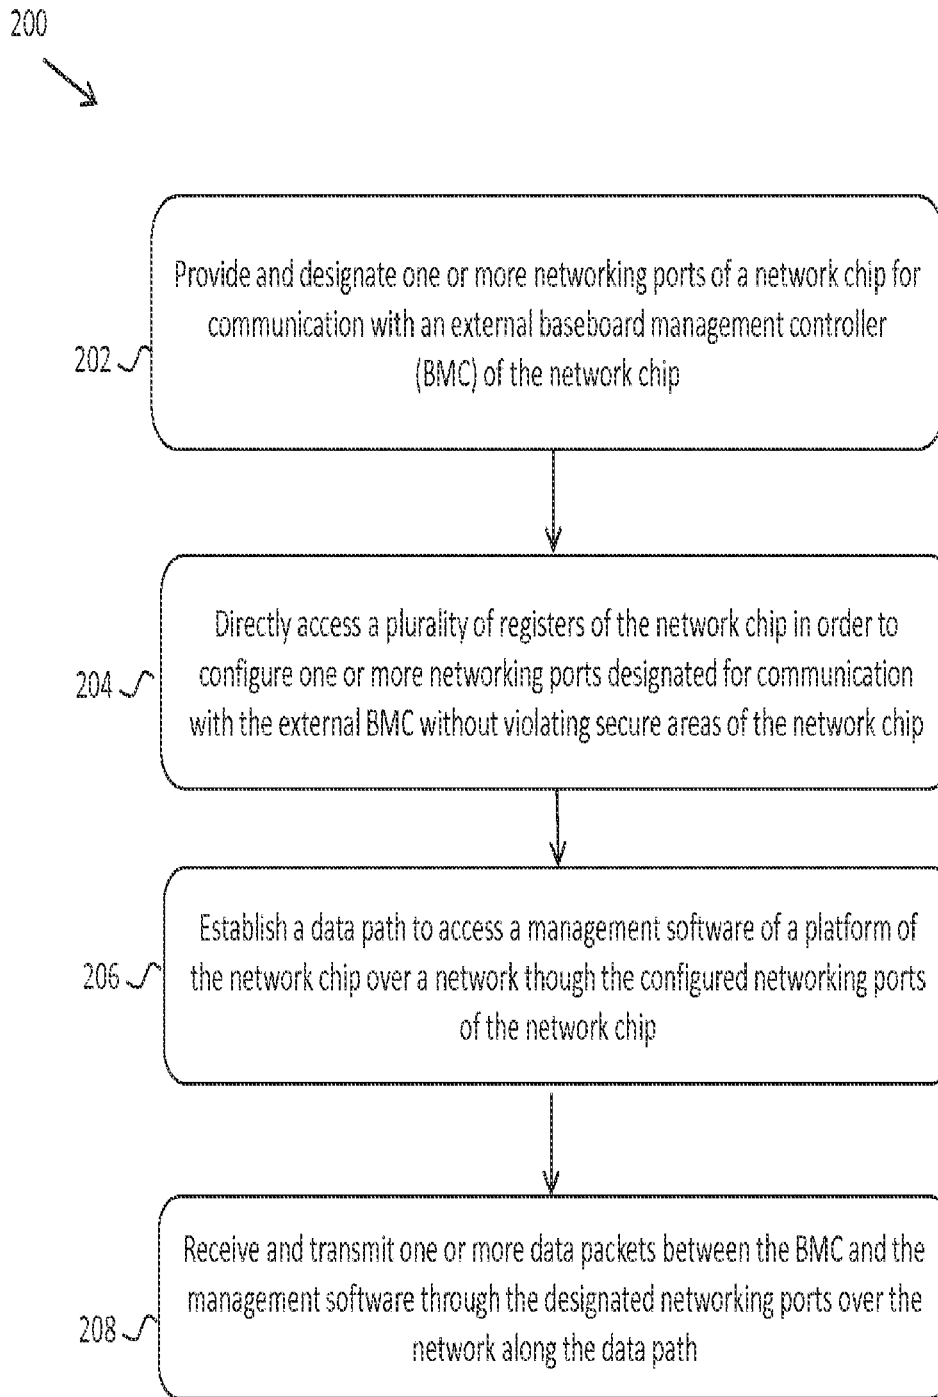 200
Provide and designate one or more networking ports of a network chip for
communication with an external baseboard management controller
(BMC) of the network chip
202
Directly access a plurality of registers of the network chip in order to
configure one or more networking ports designated for communication
with the external BMC without violating secure areas of the network chip
204
Establish a data path to access a management software of a platform of
the network chip over a network though the configured networking ports
of the network chip
206
Receive and transmit one or more data packets between the BMC and the
management software through the designated networking ports over the
network along the data path
208